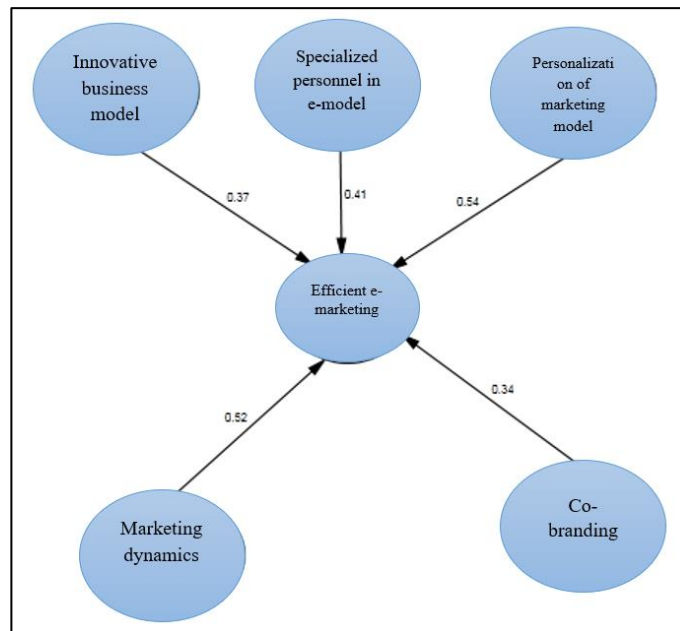 Innovative
business
model
Specialized
personnel in
e-model
Personalizati
on of
marketing
model
0.37
0.41
0.54
Efficient e-
marketing
0.52
0.34
Marketing
dynamics
Co-
branding